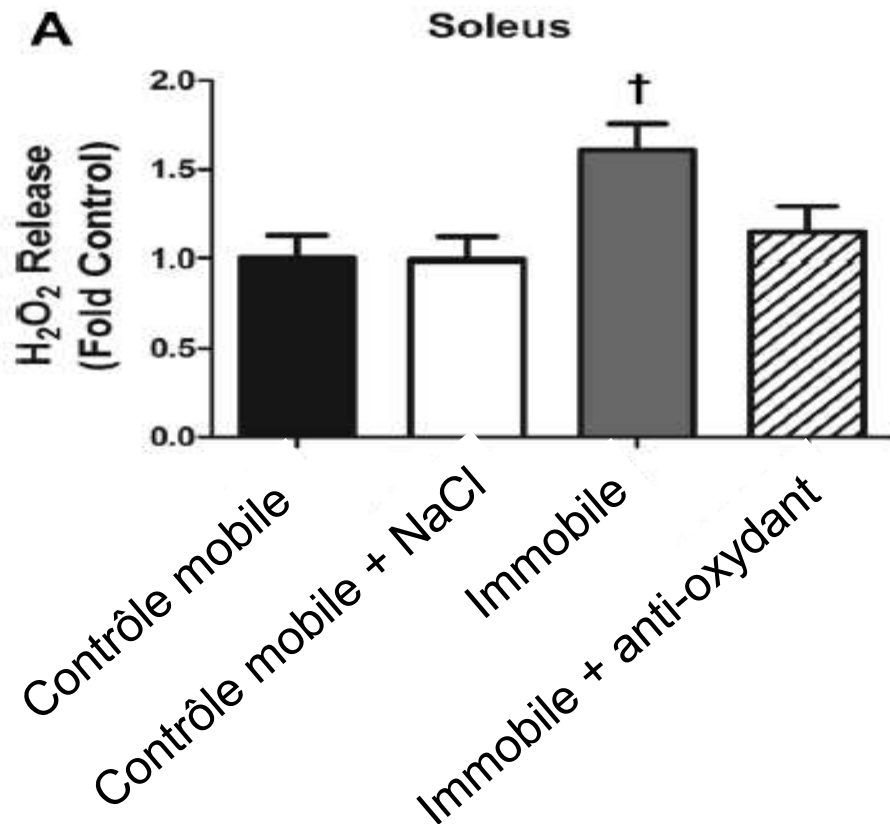 A
Soleus
H₂O₂ Release
(Fold Control)
2.0
1.5
1.0
0.5
0.0
†
Contrôle mobile
Contrôle mobile + NaCl
Immobile
Immobile + anti-oxydant